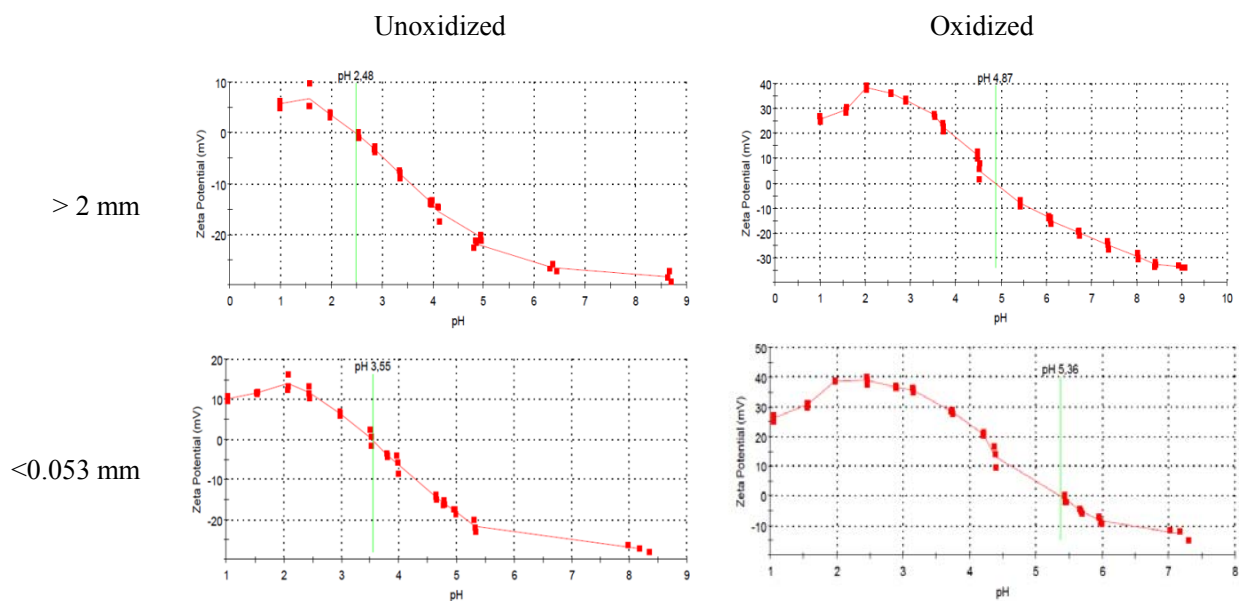 Unoxidized
Oxidized
> 2 mm
pH 2,48
Zeta Potential (mV)
10
0
-10
-20
0 1 2 3 4 5 6 7 8 9
pH
pH 4,87
Zeta Potential (mV)
40
30
20
10
0
-10
-20
-30
0 1 2 3 4 5 6 7 8 9 10
pH
<0.053 mm
pH 3,55
Zeta Potential (mV)
20
10
0
-10
-20
1 2 3 4 5 6 7 8 9
pH
pH 5,36
Zeta Potential (mV)
50
40
30
20
10
0
-10
1 2 3 4 5 6 7 8
pH